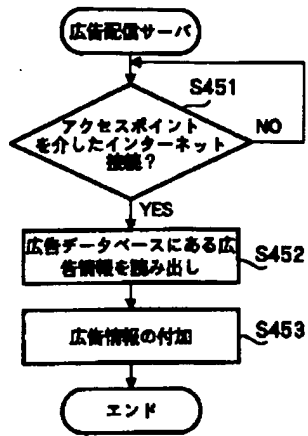 広告配信サーバ
S451
アクセスポイント
を介したインターネット
接続?
NO
YES
広告データベースにある広
告情報を読み出し
S452
広告情報の付加
S453
エンド